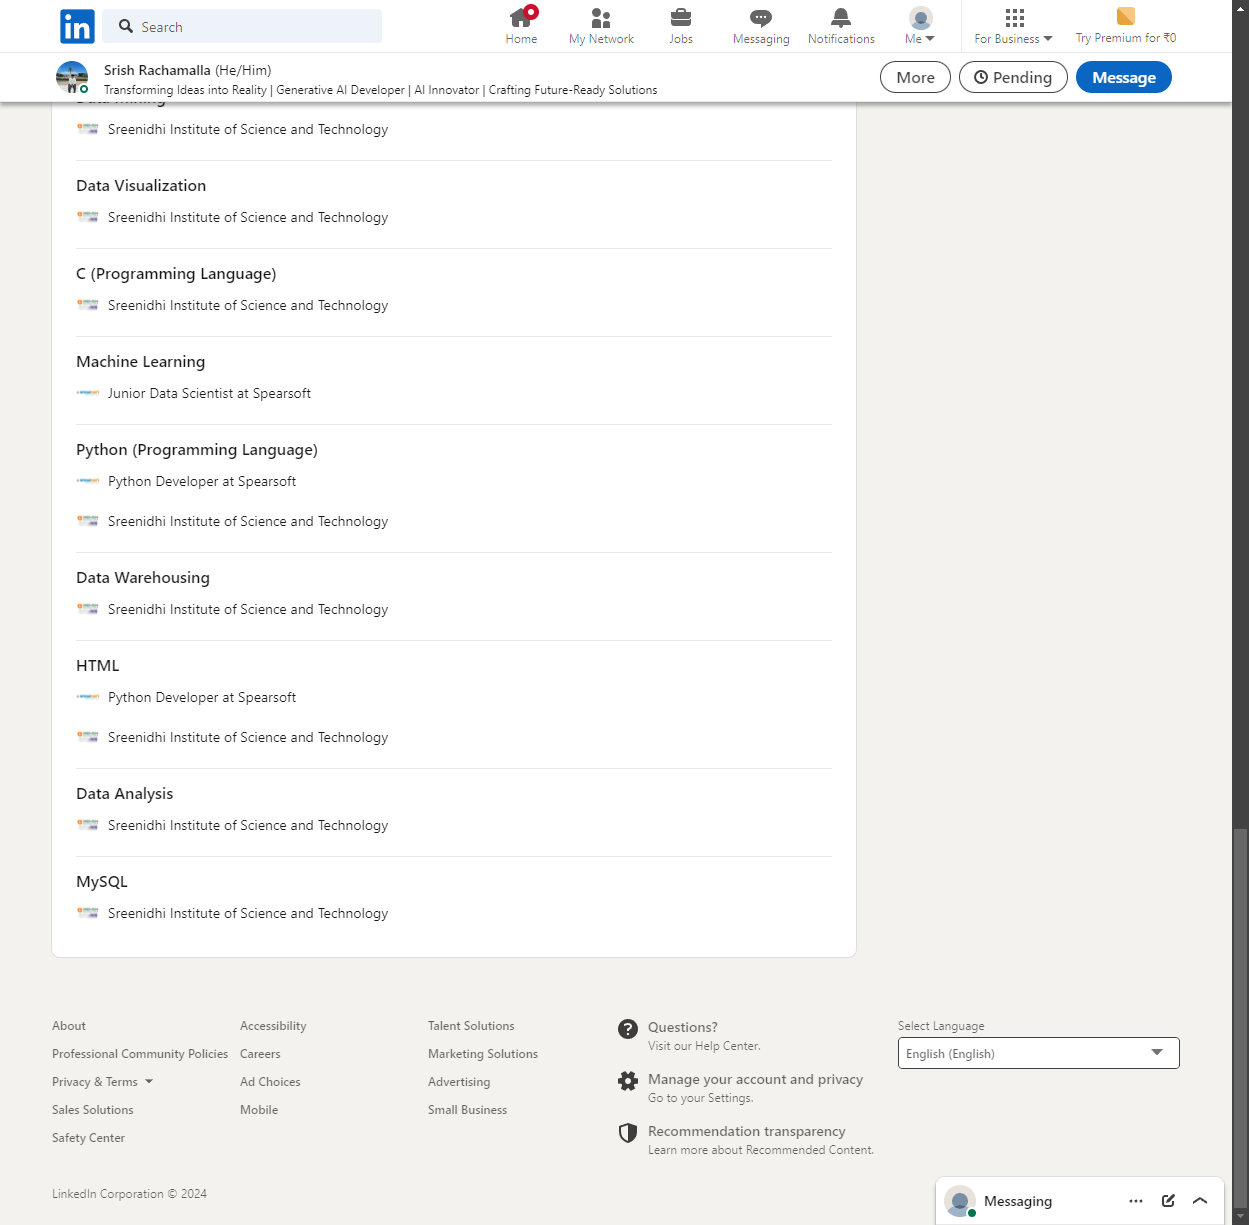 in
Search
Home
My Network
Jobs
Messaging
Notifications
Me
For Business
Try Premium for ₹0
Srish Rachamalla (He/Him)
Transforming Ideas into Reality | Generative AI Developer | AI Innovator | Crafting Future-Ready Solutions
More
Pending
Message
Data Mining
Sreenidhi Institute of Science and Technology
Data Visualization
Sreenidhi Institute of Science and Technology
C (Programming Language)
Sreenidhi Institute of Science and Technology
Machine Learning
Junior Data Scientist at Spearsoft
Python (Programming Language)
Python Developer at Spearsoft
Sreenidhi Institute of Science and Technology
Data Warehousing
Sreenidhi Institute of Science and Technology
HTML
Python Developer at Spearsoft
Sreenidhi Institute of Science and Technology
Data Analysis
Sreenidhi Institute of Science and Technology
MySQL
Sreenidhi Institute of Science and Technology
About
Professional Community Policies
Privacy & Terms
Sales Solutions
Safety Center
Accessibility
Careers
Ad Choices
Mobile
Talent Solutions
Marketing Solutions
Advertising
Small Business
Questions?
Visit our Help Center.
Manage your account and privacy
Go to your Settings.
Recommendation transparency
Learn more about Recommended Content.
Select Language
English (English)
LinkedIn Corporation © 2024
Messaging